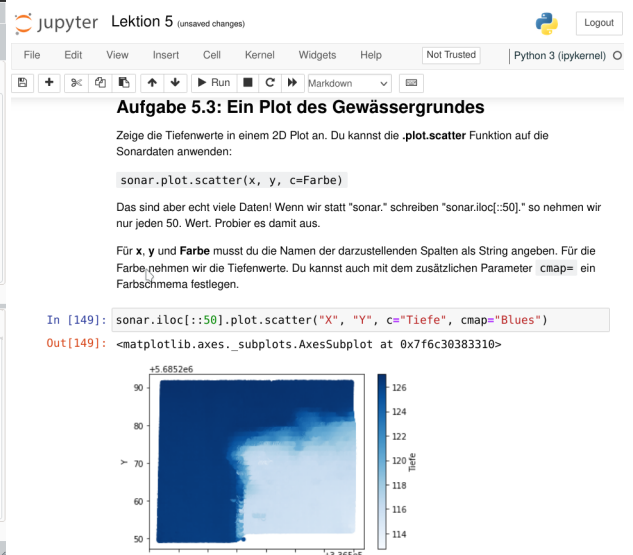 jupyter Lektion 5 (unsaved changes)
Logout
File Edit View Insert Cell Kernel Widgets Help Not Trusted Python 3 (ipykernel)
Run Markdown
Aufgabe 5.3: Ein Plot des Gewässergrundes
Zeige die Tiefenwerte in einem 2D Plot an. Du kannst die .plot.scatter Funktion auf die
Sonardaten anwenden:
sonar.plot.scatter(x, y, c=Farbe)
Das sind aber echt viele Daten! Wenn wir statt "sonar." schreiben "sonar.iloc[::50]." so nehmen wir
nur jeden 50. Wert. Probier es damit aus.
Für x, y und Farbe musst du die Namen der darzustellenden Spalten als String angeben. Für die
Farbe nehmen wir die Tiefenwerte. Du kannst auch mit dem zusätzlichen Parameter cmap= ein
Farbschmema festlegen.
In [149]: sonar.iloc[::50].plot.scatter("X", "Y", c="Tiefe", cmap="Blues")
Out[149]: <matplotlib.axes._subplots.AxesSubplot at 0x7f6c30383310>
+5.6852e6
90
80
70
60
50
Y
126
124
122
120
118
116
114
Tiefe
+3.365e5